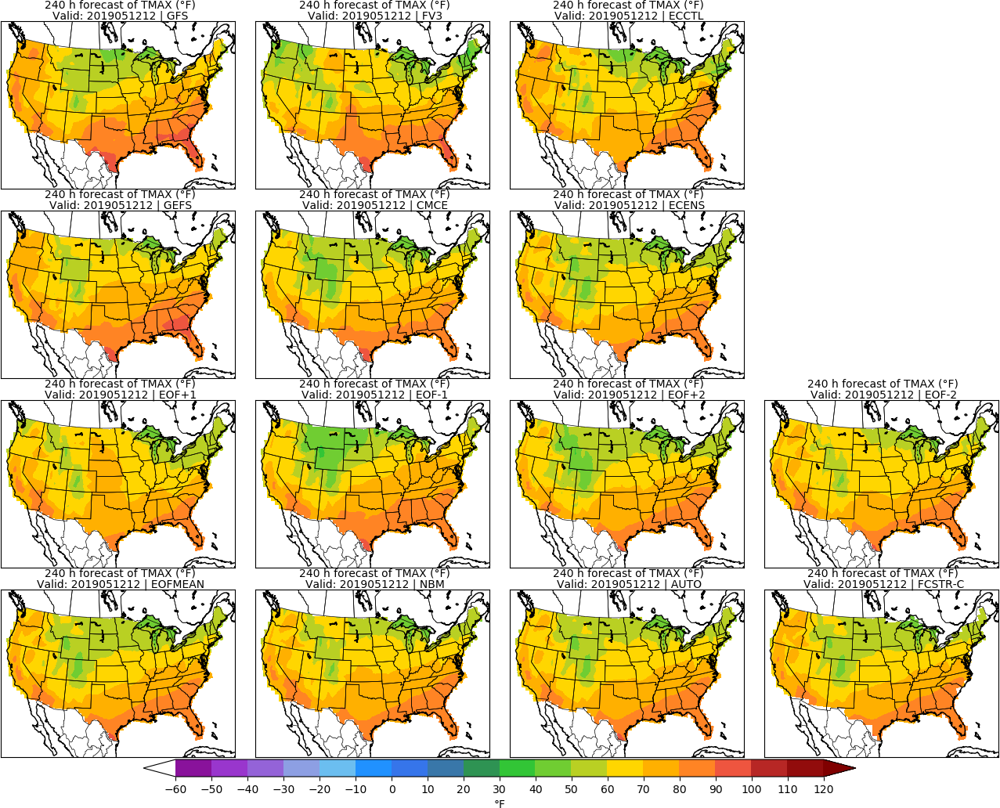 240 h forecast of TMAX (°F)
Valid: 2019051212 | GFS
240 h forecast of TMAX (°F)
Valid: 2019051212 | FV3
240 h forecast of TMAX (°F)
Valid: 2019051212 | ECCTL
240 h forecast of TMAX (°F)
Valid: 2019051212 | GEFS
240 h forecast of TMAX (°F)
Valid: 2019051212 | CMCE
240 h forecast of TMAX (°F)
Valid: 2019051212 | ECENS
240 h forecast of TMAX (°F)
Valid: 2019051212 | EOF+1
240 h forecast of TMAX (°F)
Valid: 2019051212 | EOF-1
240 h forecast of TMAX (°F)
Valid: 2019051212 | EOF+2
240 h forecast of TMAX (°F)
Valid: 2019051212 | EOF-2
240 h forecast of TMAX (°F)
Valid: 2019051212 | EOFMEAN
240 h forecast of TMAX (°F)
Valid: 2019051212 | NBM
240 h forecast of TMAX (°F)
Valid: 2019051212 | AUTO
240 h forecast of TMAX (°F)
Valid: 2019051212 | FCSTR-C
−60 −50 −40 −30 −20 −10 0 10 20 30 40 50 60 70 80 90 100 110 120
°F